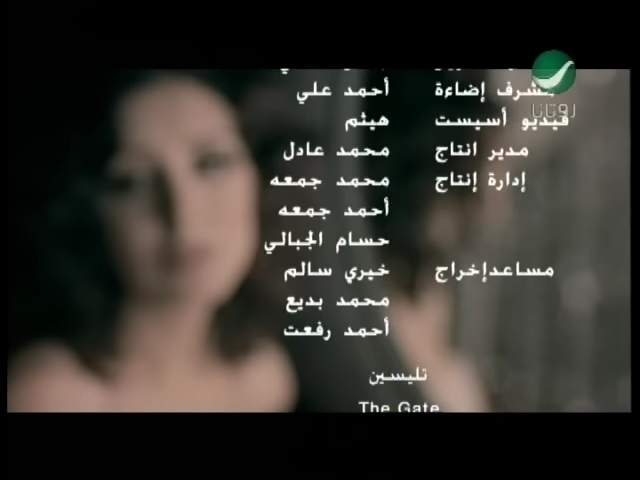 مشرف إضاءة أحمد علي
روتانا
فيديو أسيست هيثم
مدير انتاج محمد عادل
إدارة إنتاج محمد جمعه
أحمد جمعه
حسام الجبالي
مساعدإخراج خيري سالم
محمد بديع
أحمد رفعت
تليسين
The Gate